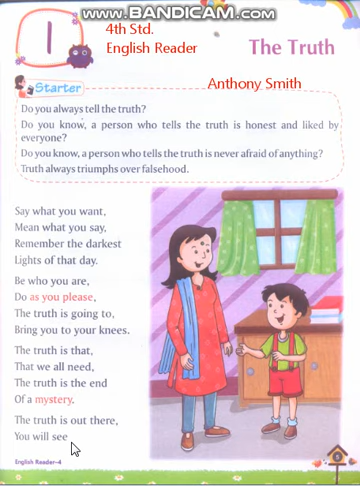 www.BANDICAM.com
1
4th Std.
English Reader
The Truth
Starter
Anthony Smith
Do you always tell the truth?
Do you know, a person who tells the truth is honest and liked by
everyone?
Do you know, a person who tells the truth is never afraid of anything?
Truth always triumphs over falsehood.
Say what you want,
Mean what you say,
Remember the darkest
Lights of that day.
Be who you are,
Do as you please,
The truth is going to,
Bring you to your knees.
The truth is that,
That we all need,
The truth is the end
Of a mystery.
The truth is out there,
You will see
English Reader-4